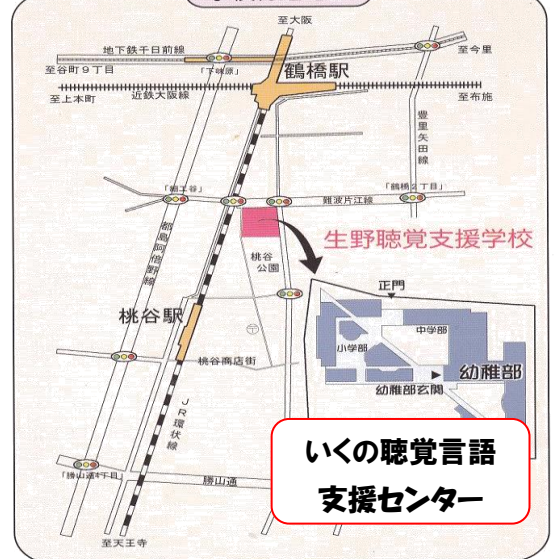 至大阪
地下鉄千日前線
至今里
至谷町9丁目
「下味原」
鶴橋駅
至上本町
近鉄大阪線
至布施
豊里矢田線
「細工谷」
「鶴橋2丁目」
難波片江線
都島阿倍野線
生野聴覚支援学校
桃谷
公園
正門
桃谷駅
中学部
小学部
幼稚部
幼稚部玄関
桃谷商店街
JR環状線
いくの聴覚言語
支援センター
「勝山通4丁目」
勝山通
至天王寺